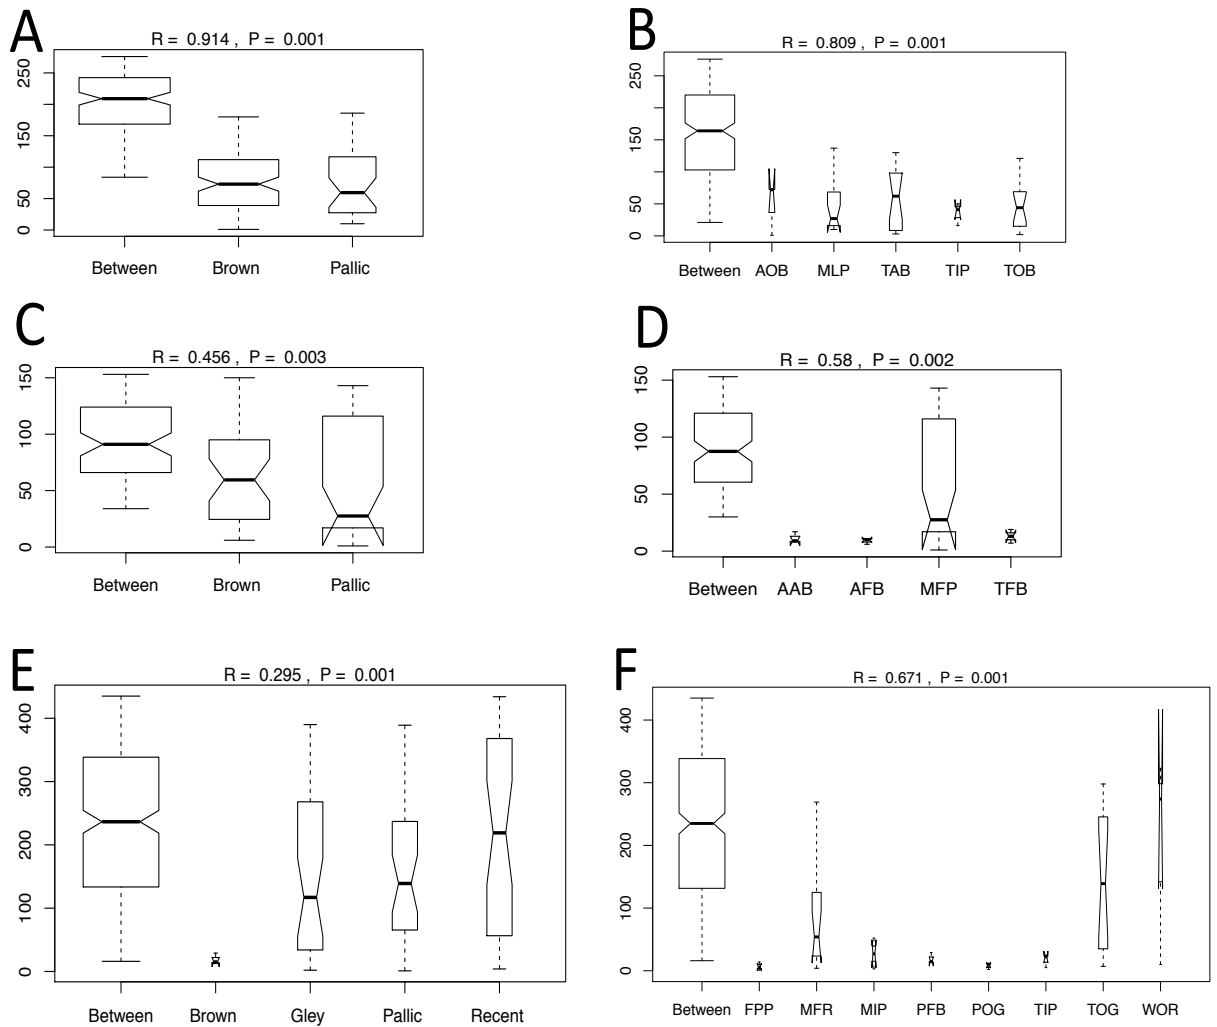 A
R = 0.914 , P = 0.001
250
150
50
0
Between Brown Pallic
B
R = 0.809 , P = 0.001
250
150
50
0
Between AOB MLP TAB TIP TOB
C
R = 0.456 , P = 0.003
150
100
50
0
Between Brown Pallic
D
R = 0.58 , P = 0.002
150
100
50
0
Between AAB AFB MFP TFB
E
R = 0.295 , P = 0.001
400
300
200
100
0
Between Brown Gley Pallic Recent
F
R = 0.671 , P = 0.001
400
300
200
100
0
Between FPP MFR MIP PFB POG TIP TOG WOR